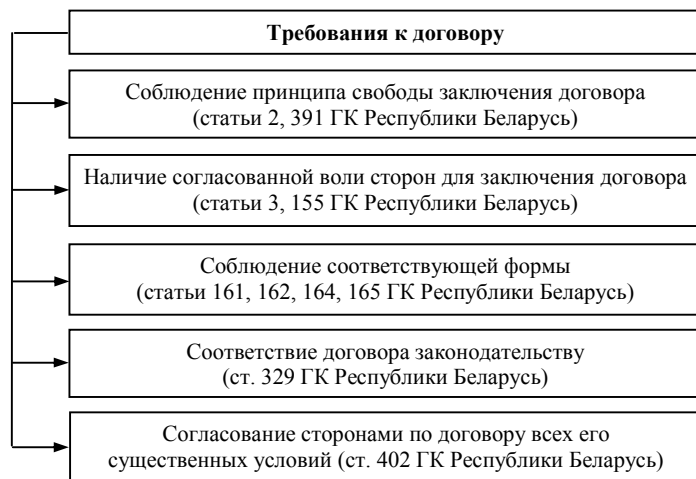 Требования к договору
Соблюдение принципа свободы заключения договора
(статьи 2, 391 ГК Республики Беларусь)
Наличие согласованной воли сторон для заключения договора
(статьи 3, 155 ГК Республики Беларусь)
Соблюдение соответствующей формы
(статьи 161, 162, 164, 165 ГК Республики Беларусь)
Соответствие договора законодательству
(ст. 329 ГК Республики Беларусь)
Согласование сторонами по договору всех его
существенных условий (ст. 402 ГК Республики Беларусь)